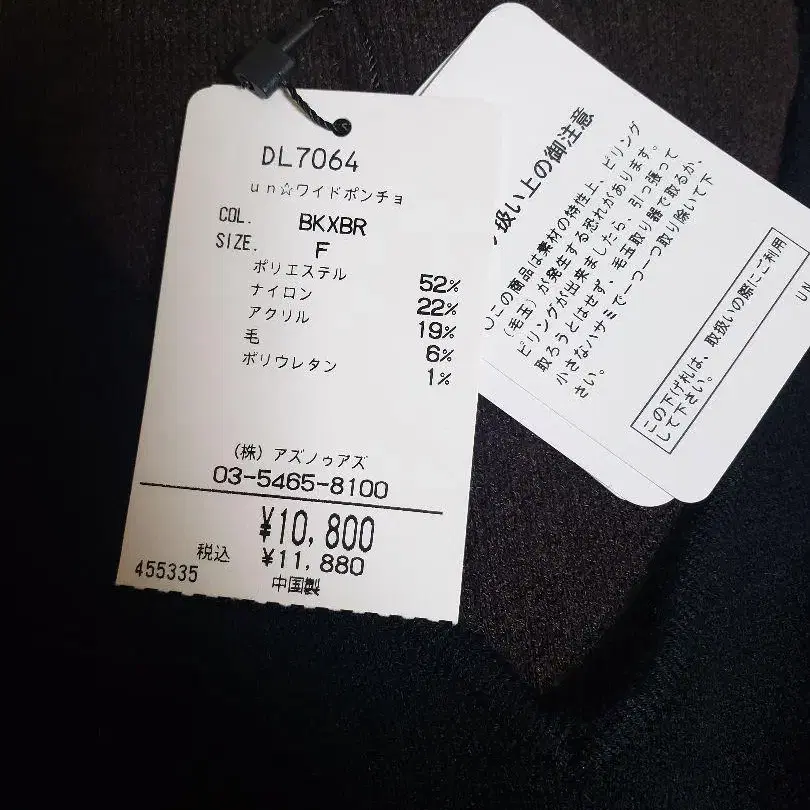 DL7064
un☆ワイドポンチョ
COL. BKXBR
SIZE. F
ポリエステル 52%
ナイロン 22%
アクリル 19%
毛 6%
ポリウレタン 1%
(株) アズノゥアズ
03-5465-8100
¥10,800
税込 ¥11,880
455335 中国製
扱い上の御注意
この商品は素材の特性上、ピリング
(毛玉)が発生する恐れがあります。
ピリングが出来ましたら、引っ張って
取ろうとはせず、毛玉取り器で取るか、
小さなハサミで一つ一つ取り除いて下
さい。
この下げ札は、取扱いの際にご利用
して下さい。
UN